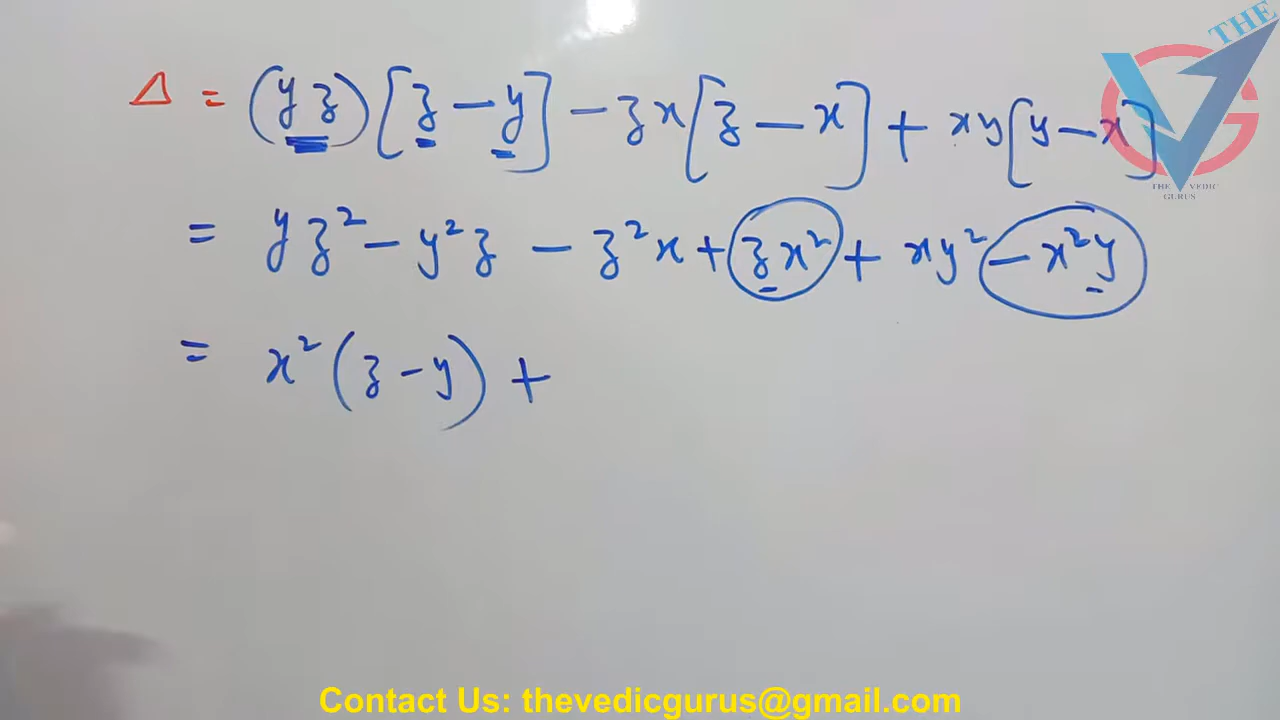 Δ = (yz)[z - y] - zx[z - x] + xy[y - x]
= yz² - y²z - z²x + zx² + xy² - x²y
= x²(z - y) +
THE
THE VEDIC
GURUS
Contact Us: thevedicgurus@gmail.com